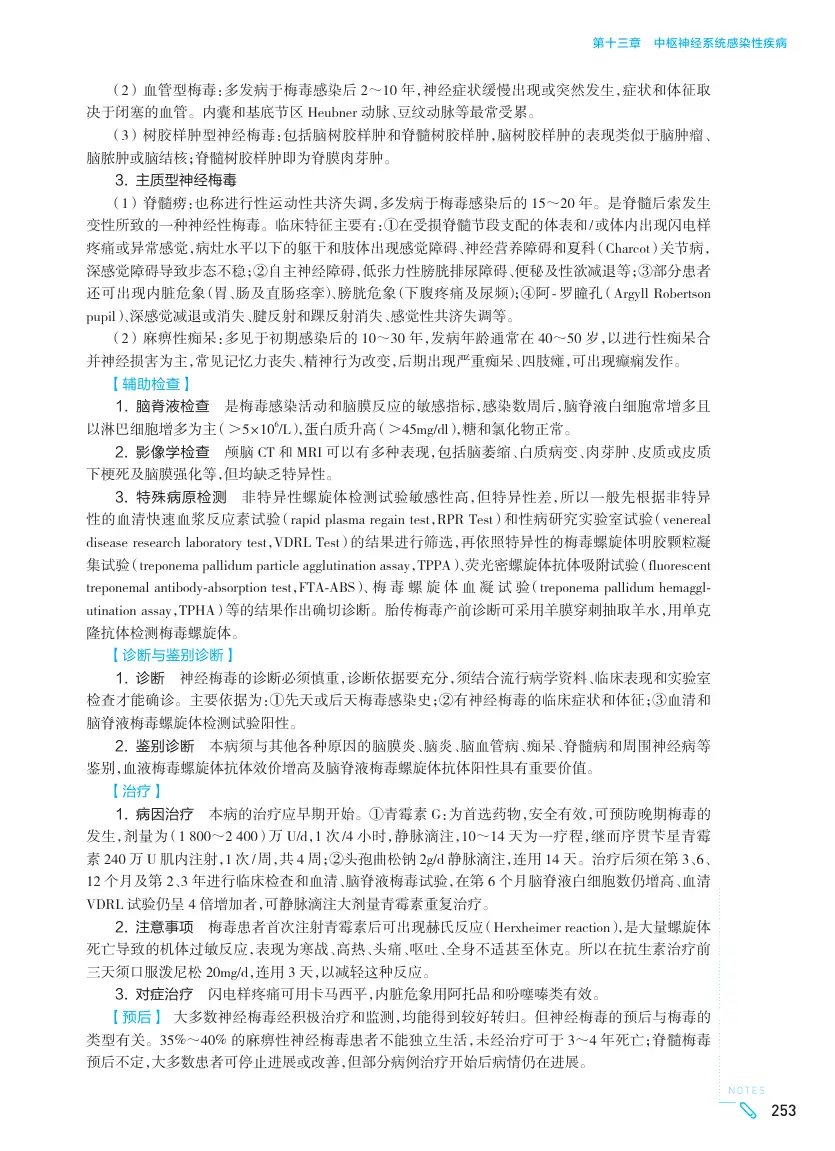 第十三章　中枢神经系统感染性疾病
（2）血管型梅毒：多发病于梅毒感染后 2～10 年，神经症状缓慢出现或突然发生，症状和体征取
决于闭塞的血管。内囊和基底节区 Heubner 动脉、豆纹动脉等最常受累。
（3）树胶样肿型神经梅毒：包括脑树胶样肿和脊髓树胶样肿，脑树胶样肿的表现类似于脑肿瘤、
脑脓肿或脑结核；脊髓树胶样肿即为脊膜肉芽肿。
3. 主质型神经梅毒
（1）脊髓痨：也称进行性运动性共济失调，多发病于梅毒感染后的 15～20 年。是脊髓后索发生
变性所致的一种神经性梅毒。临床特征主要有：①在受损脊髓节段支配的体表和/或体内出现闪电样
疼痛或异常感觉，病灶水平以下的躯干和肢体出现感觉障碍、神经营养障碍和夏科（Charcot）关节病，
深感觉障碍导致步态不稳；②自主神经障碍，低张力性膀胱排尿障碍、便秘及性欲减退等；③部分患者
还可出现内脏危象（胃、肠及直肠痉挛）、膀胱危象（下腹疼痛及尿频）；④阿-罗瞳孔（Argyll Robertson
pupil）、深感觉减退或消失、腱反射和踝反射消失、感觉性共济失调等。
（2）麻痹性痴呆：多见于初期感染后的 10～30 年，发病年龄通常在 40～50 岁，以进行性痴呆合
并神经损害为主，常见记忆力丧失、精神行为改变，后期出现严重痴呆、四肢瘫，可出现癫痫发作。
【辅助检查】
1. 脑脊液检查　是梅毒感染活动和脑膜反应的敏感指标，感染数周后，脑脊液白细胞常增多且
以淋巴细胞增多为主（＞5×10⁶/L），蛋白质升高（＞45mg/dl），糖和氯化物正常。
2. 影像学检查　颅脑 CT 和 MRI 可以有多种表现，包括脑萎缩、白质病变、肉芽肿、皮质或皮质
下梗死及脑膜强化等，但均缺乏特异性。
3. 特殊病原检测　非特异性螺旋体检测试验敏感性高，但特异性差，所以一般先根据非特异
性的血清快速血浆反应素试验（rapid plasma regain test，RPR Test）和性病研究实验室试验（venereal
disease research laboratory test，VDRL Test）的结果进行筛选，再依照特异性的梅毒螺旋体明胶颗粒凝
集试验（treponema pallidum particle agglutination assay，TPPA）、荧光密螺旋体抗体吸附试验（fluorescent
treponemal antibody-absorption test，FTA-ABS）、梅毒螺旋体血凝试验（treponema pallidum hemaggl-
utination assay，TPHA）等的结果作出确切诊断。胎传梅毒产前诊断可采用羊膜穿刺抽取羊水，用单克
隆抗体检测梅毒螺旋体。
【诊断与鉴别诊断】
1. 诊断　神经梅毒的诊断必须慎重，诊断依据要充分，须结合流行病学资料、临床表现和实验室
检查才能确诊。主要依据为：①先天或后天梅毒感染史；②有神经梅毒的临床症状和体征；③血清和
脑脊液梅毒螺旋体检测试验阳性。
2. 鉴别诊断　本病须与其他各种原因的脑膜炎、脑炎、脑血管病、痴呆、脊髓病和周围神经病等
鉴别，血液梅毒螺旋体抗体效价增高及脑脊液梅毒螺旋体抗体阳性具有重要价值。
【治疗】
1. 病因治疗　本病的治疗应早期开始。①青霉素 G：为首选药物，安全有效，可预防晚期梅毒的
发生，剂量为（1 800～2 400）万 U/d，1 次/4 小时，静脉滴注，10～14 天为一疗程，继而序贯苄星青霉
素 240 万 U 肌内注射，1 次/周，共 4 周；②头孢曲松钠 2g/d 静脉滴注，连用 14 天。治疗后须在第 3、6、
12 个月及第 2、3 年进行临床检查和血清、脑脊液梅毒试验，在第 6 个月脑脊液白细胞数仍增高、血清
VDRL 试验仍呈 4 倍增加者，可静脉滴注大剂量青霉素重复治疗。
2. 注意事项　梅毒患者首次注射青霉素后可出现赫氏反应（Herxheimer reaction），是大量螺旋体
死亡导致的机体过敏反应，表现为寒战、高热、头痛、呕吐、全身不适甚至休克。所以在抗生素治疗前
三天须口服泼尼松 20mg/d，连用 3 天，以减轻这种反应。
3. 对症治疗　闪电样疼痛可用卡马西平，内脏危象用阿托品和吩噻嗪类有效。
【预后】 大多数神经梅毒经积极治疗和监测，均能得到较好转归。但神经梅毒的预后与梅毒的
类型有关。35%～40% 的麻痹性神经梅毒患者不能独立生活，未经治疗可于 3～4 年死亡；脊髓梅毒
预后不定，大多数患者可停止进展或改善，但部分病例治疗开始后病情仍在进展。
NOTES
253